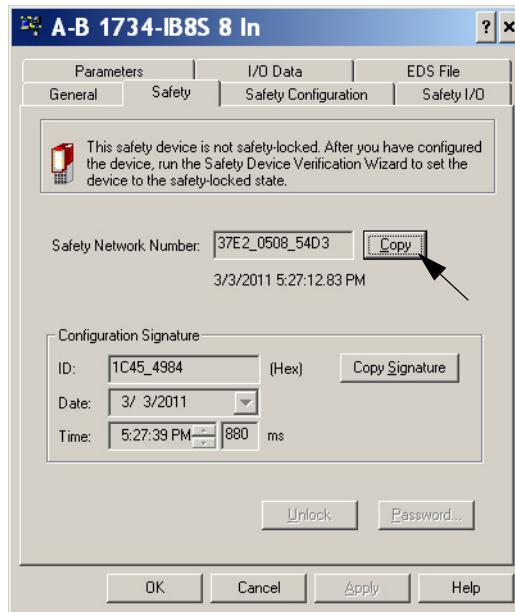 A-B 1734-IB8S 8 In
? ×
Parameters I/O Data EDS File
General Safety Safety Configuration Safety I/O
This safety device is not safety-locked. After you have configured
the device, run the Safety Device Verification Wizard to set the
device to the safety-locked state.
Safety Network Number: 37E2_0508_54D3 Copy
3/3/2011 5:27:12.83 PM
Configuration Signature
ID: 1C45_4984 (Hex) Copy Signature
Date: 3/ 3/2011
Time: 5:27:39 PM 880 ms
Unlock Password...
OK Cancel Apply Help